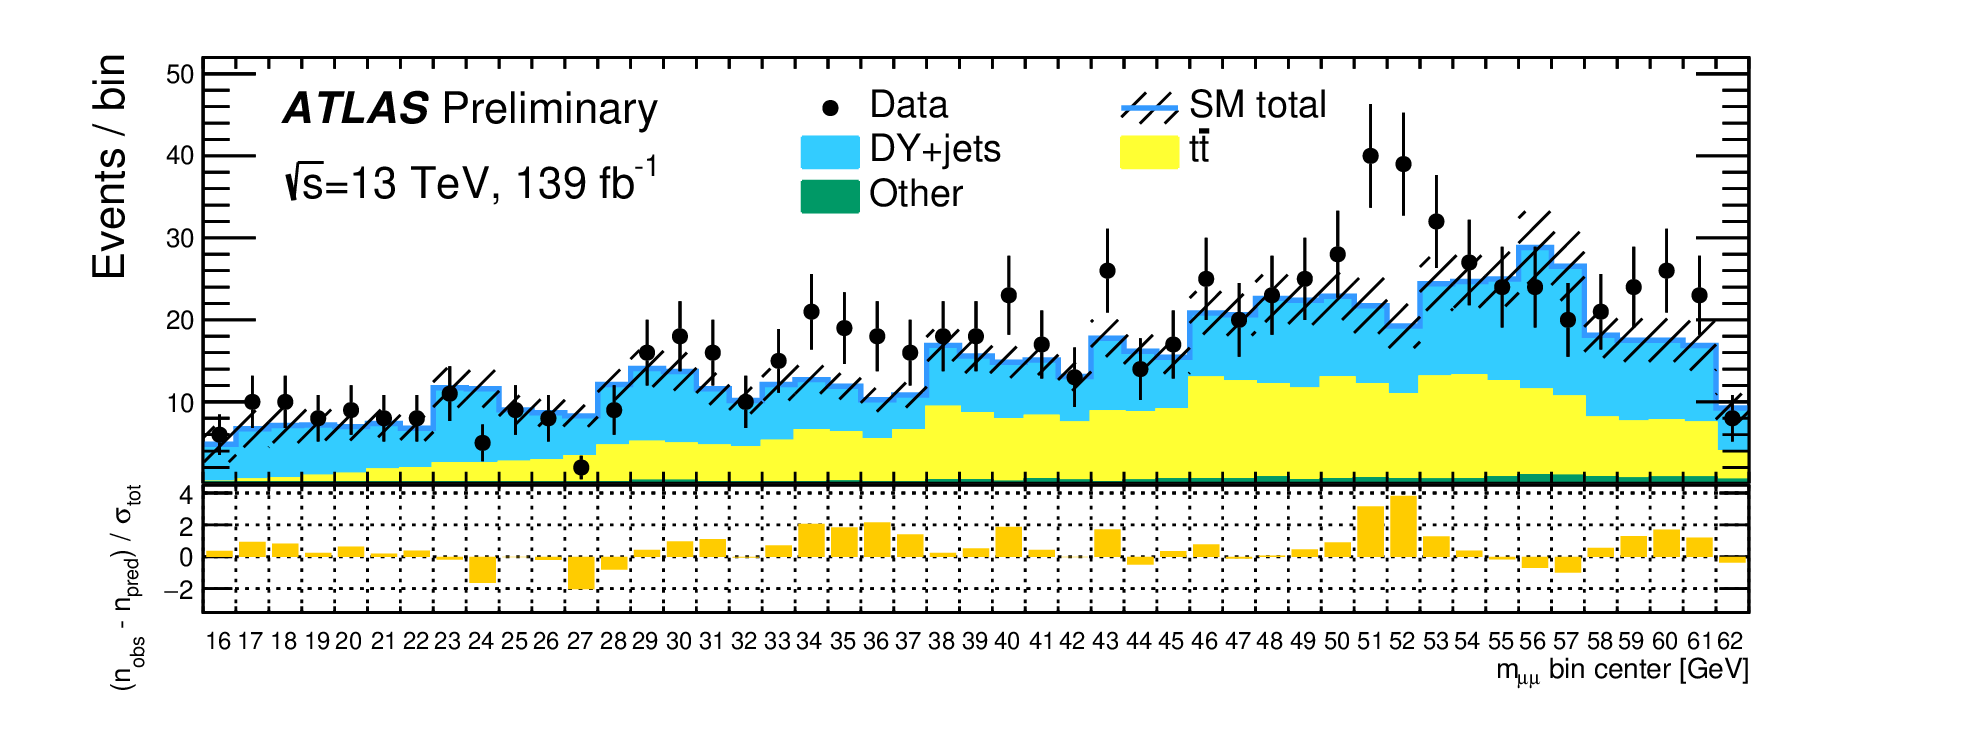 Events / bin
50
40
30
20
10
ATLAS Preliminary
√s=13 TeV, 139 fb⁻¹
Data
SM total
DY+jets
tt̄
Other
(n_obs - n_pred) / σ_tot
4
2
0
−2
16 17 18 19 20 21 22 23 24 25 26 27 28 29 30 31 32 33 34 35 36 37 38 39 40 41 42 43 44 45 46 47 48 49 50 51 52 53 54 55 56 57 58 59 60 61 62
m_μμ bin center [GeV]